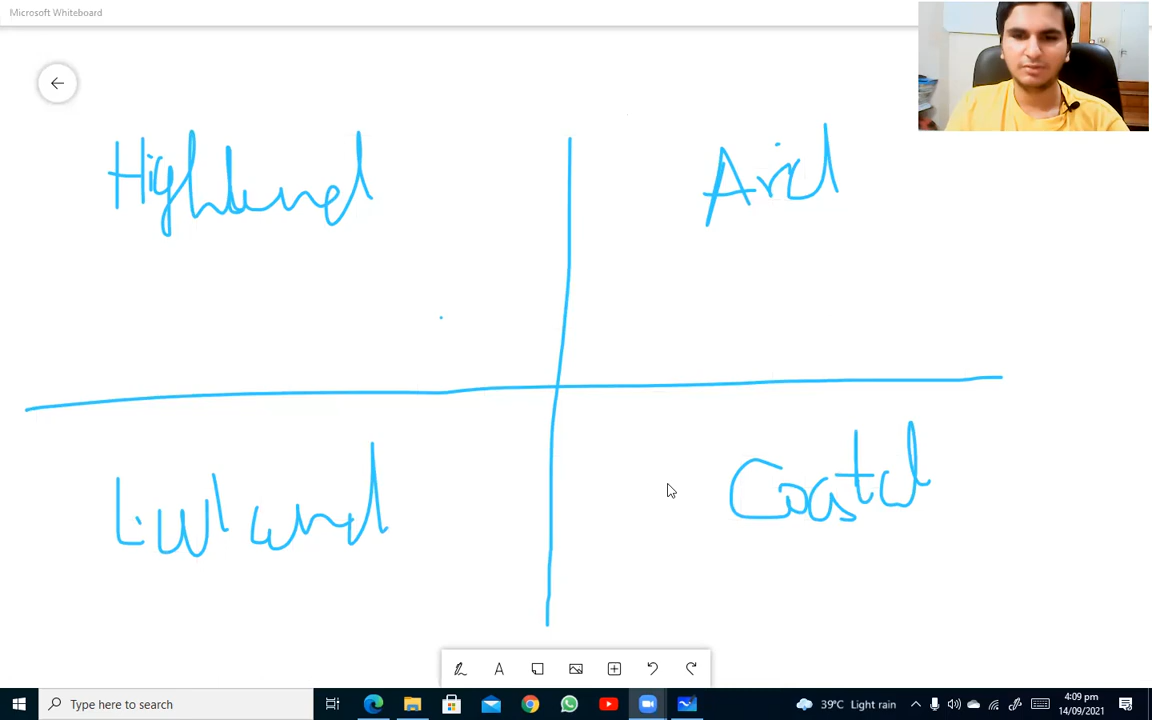 Microsoft Whiteboard
Highland
Arid
Lowland
Coastal
A
Type here to search
39°C Light rain
4:09 pm
14/09/2021